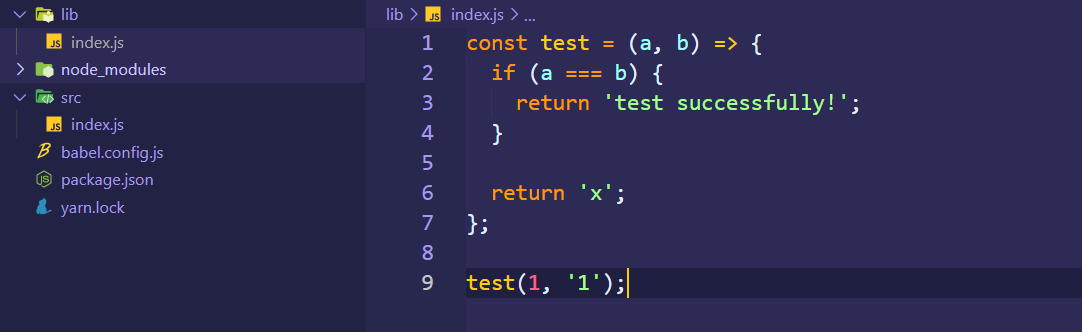 lib
index.js
node_modules
src
index.js
babel.config.js
package.json
yarn.lock
lib > index.js > ...
1 const test = (a, b) => {
2   if (a === b) {
3     return 'test successfully!';
4   }
5
6   return 'x';
7 };
8
9 test(1, '1');